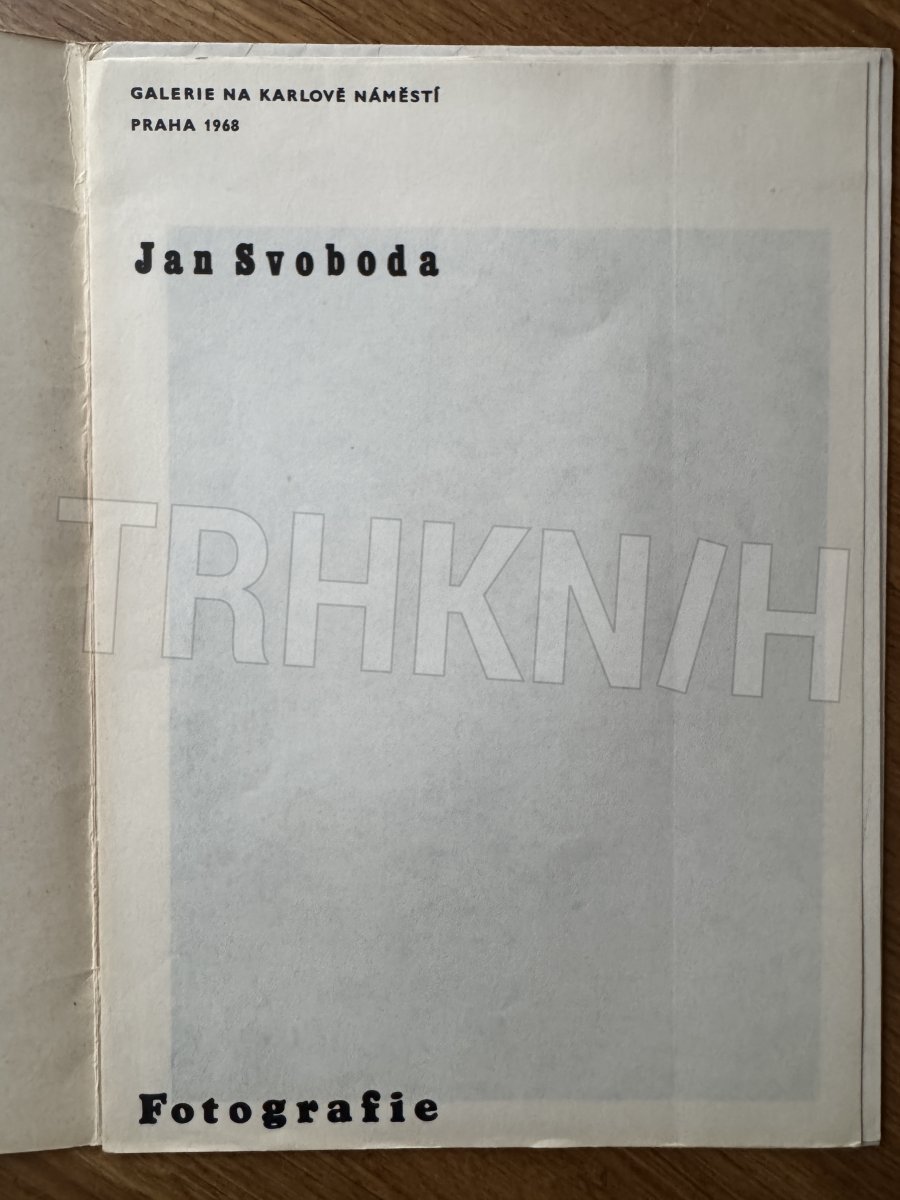 GALERIE NA KARLOVĚ NÁMĚSTÍ
PRAHA 1968
Jan Svoboda
TRHKNIH
Fotografie